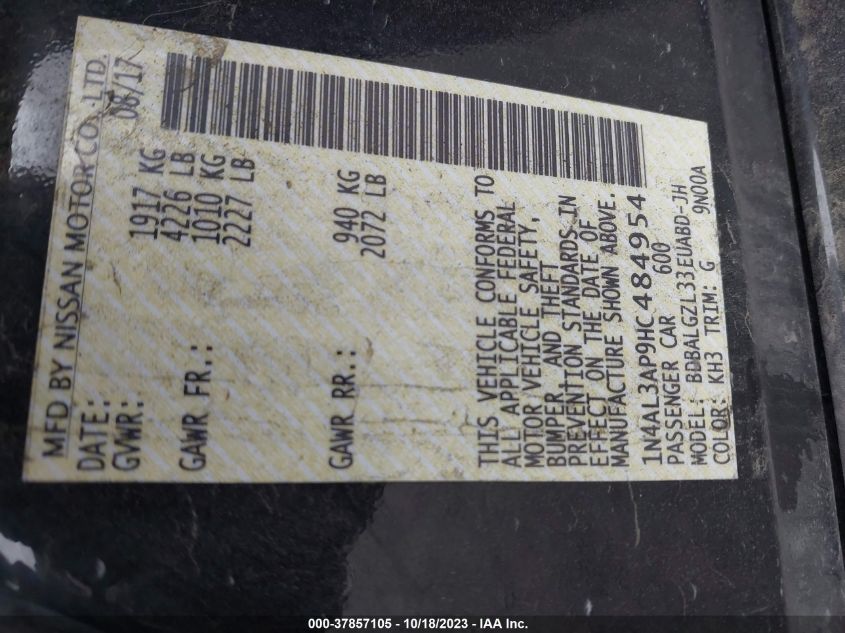 MFD BY NISSAN MOTOR CO.,LTD.
DATE: 08/17
GVWR: 1917 KG
4226 LB
GAWR FR.: 1010 KG
2227 LB
GAWR RR.: 940 KG
2072 LB
THIS VEHICLE CONFORMS TO
ALL APPLICABLE FEDERAL
MOTOR VEHICLE SAFETY,
BUMPER AND THEFT
PREVENTION STANDARDS IN
EFFECT ON THE DATE OF
MANUFACTURE SHOWN ABOVE.
1N4AL3AP9HC484954
PASSENGER CAR 600
MODEL: BDBALGZL33EUABD-JH
COLOR: KH3 TRIM: G 9N00A
000-37857105 - 10/18/2023 - IAA Inc.